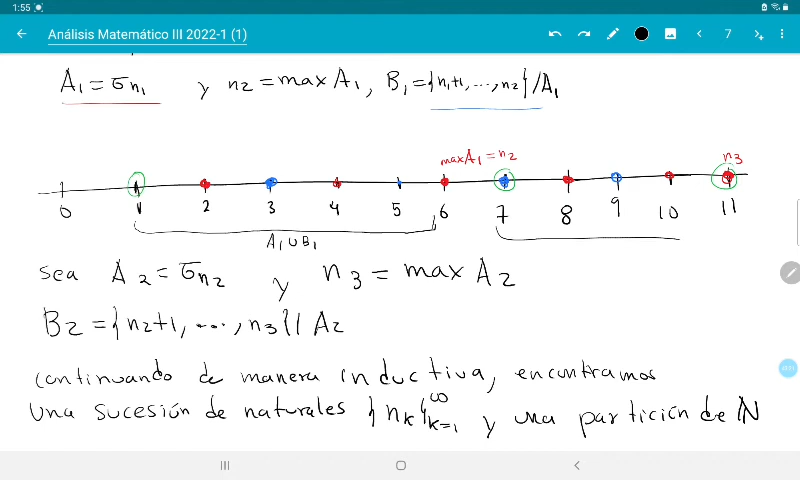 1:55
Análisis Matemático III 2022-1 (1)
7
A₁ = σn₁ y n₂ = max A₁, B₁ = {n₁+1, ..., n₂}/A₁
max A₁ = n₂
n₃
0 1 2 3 4 5 6 7 8 9 10 11
A₁ ∪ B₁
sea A₂ = σn₂ y n₃ = max A₂
B₂ = {n₂+1, ..., n₃}\A₂
continuando de manera inductiva, encontramos
una sucesión de naturales {nₖ}∞ₖ₌₁ y una partición de ℕ